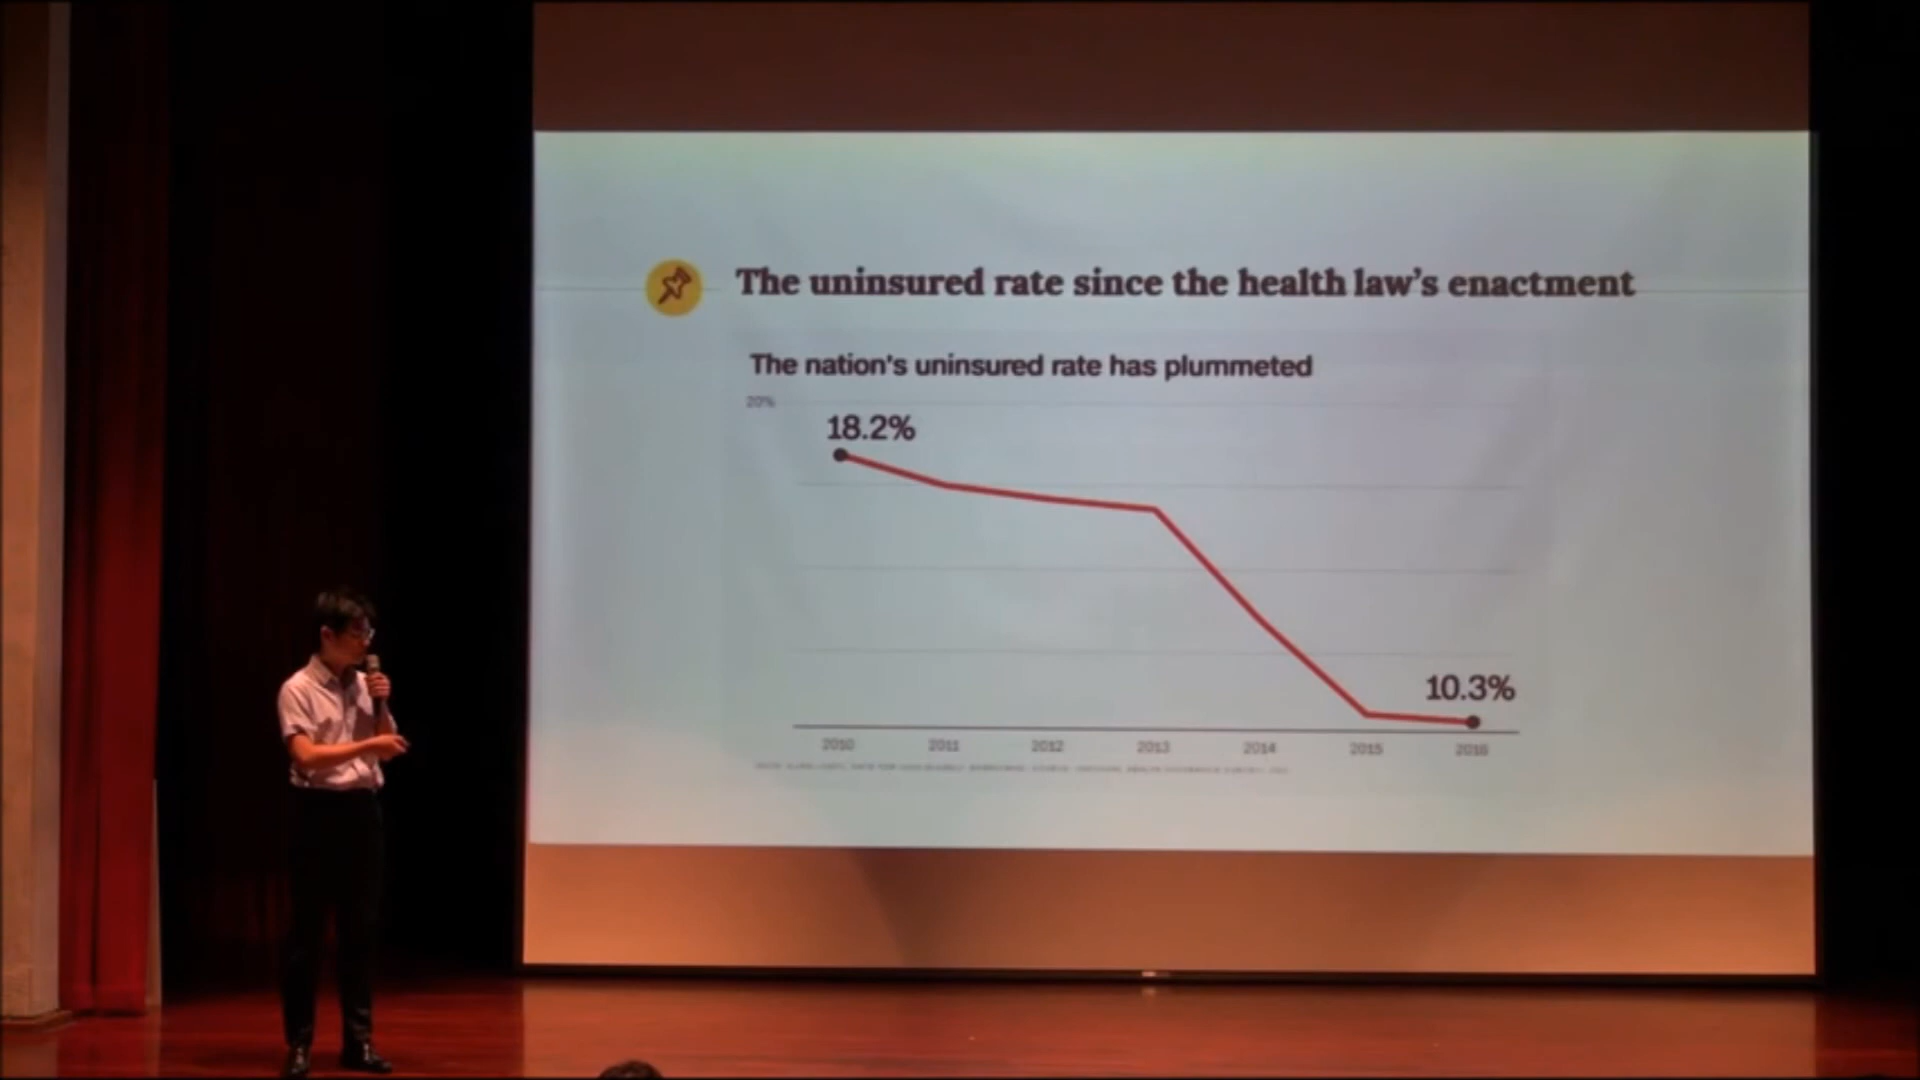 The uninsured rate since the health law's enactment
The nation's uninsured rate has plummeted
20%
18.2%
10.3%
2010 2011 2012 2013 2014 2015 2016